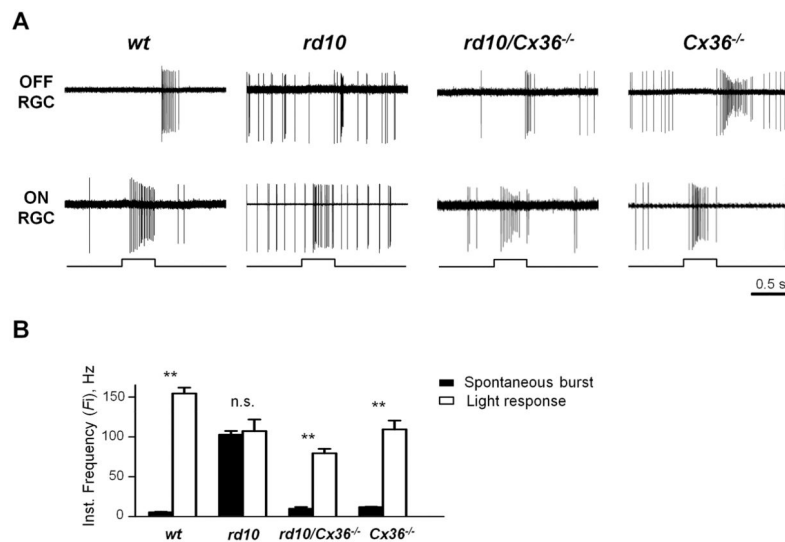 A
wt rd10 rd10/Cx36-/- Cx36-/-
OFF
RGC
ON
RGC
0.5 s
B
Inst. Frequency (Fi), Hz
150
100
50
0
** n.s. ** **
Spontaneous burst
Light response
wt rd10 rd10/Cx36-/- Cx36-/-